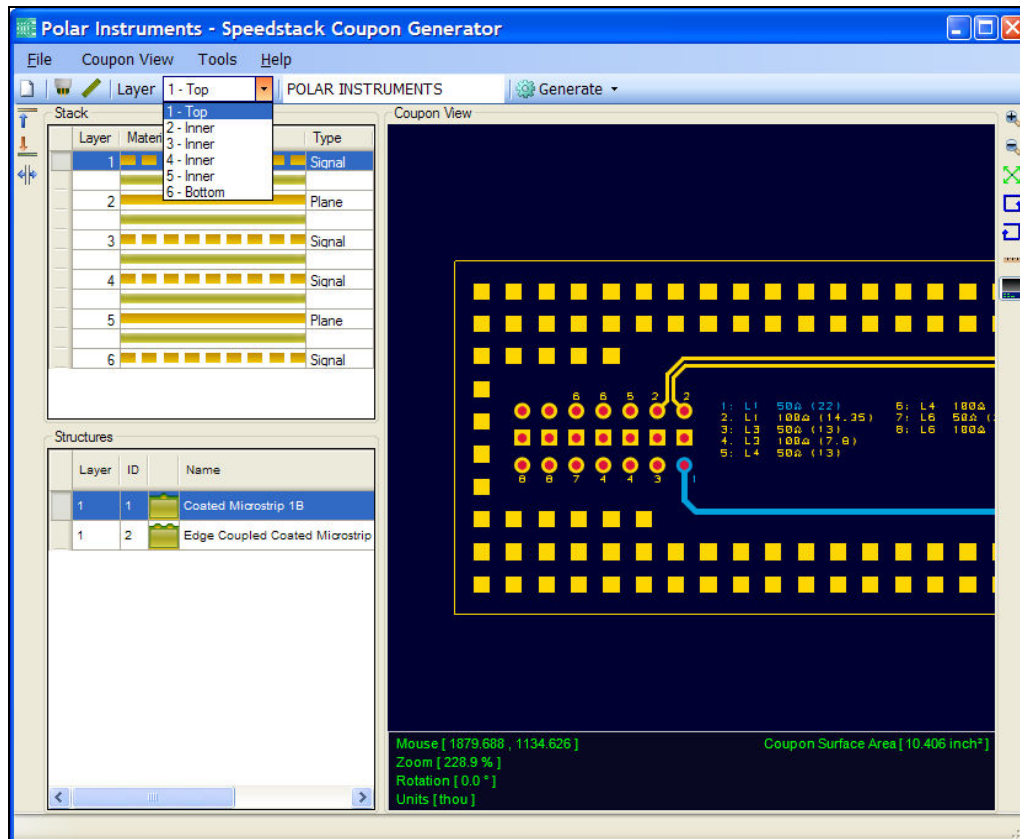 Polar Instruments - Speedstack Coupon Generator
File Coupon View Tools Help
Layer 1 - Top POLAR INSTRUMENTS Generate
1 - Top
2 - Inner
3 - Inner
4 - Inner
5 - Inner
6 - Bottom
Stack
Layer Type
1 Signal
2 Plane
3 Signal
4 Signal
5 Plane
6 Signal
Structures
Layer ID Name
1 1 Coated Microstrip 1B
1 2 Edge Coupled Coated Microstrip
Coupon View
6 6 5 2 2
8 8 7 4 4 3 1
1: L1 50Ω (22)
2. L1 100Ω (14.35)
3: L3 50Ω (13)
4. L3 100Ω (7.8)
5: L4 50Ω (13)
6: L4 100Ω
7: L6 50Ω
8: L6 100Ω
Mouse [ 1879.688 , 1134.626 ]
Coupon Surface Area [ 10.406 inch² ]
Zoom [ 228.9 % ]
Rotation [ 0.0 ° ]
Units [ thou ]